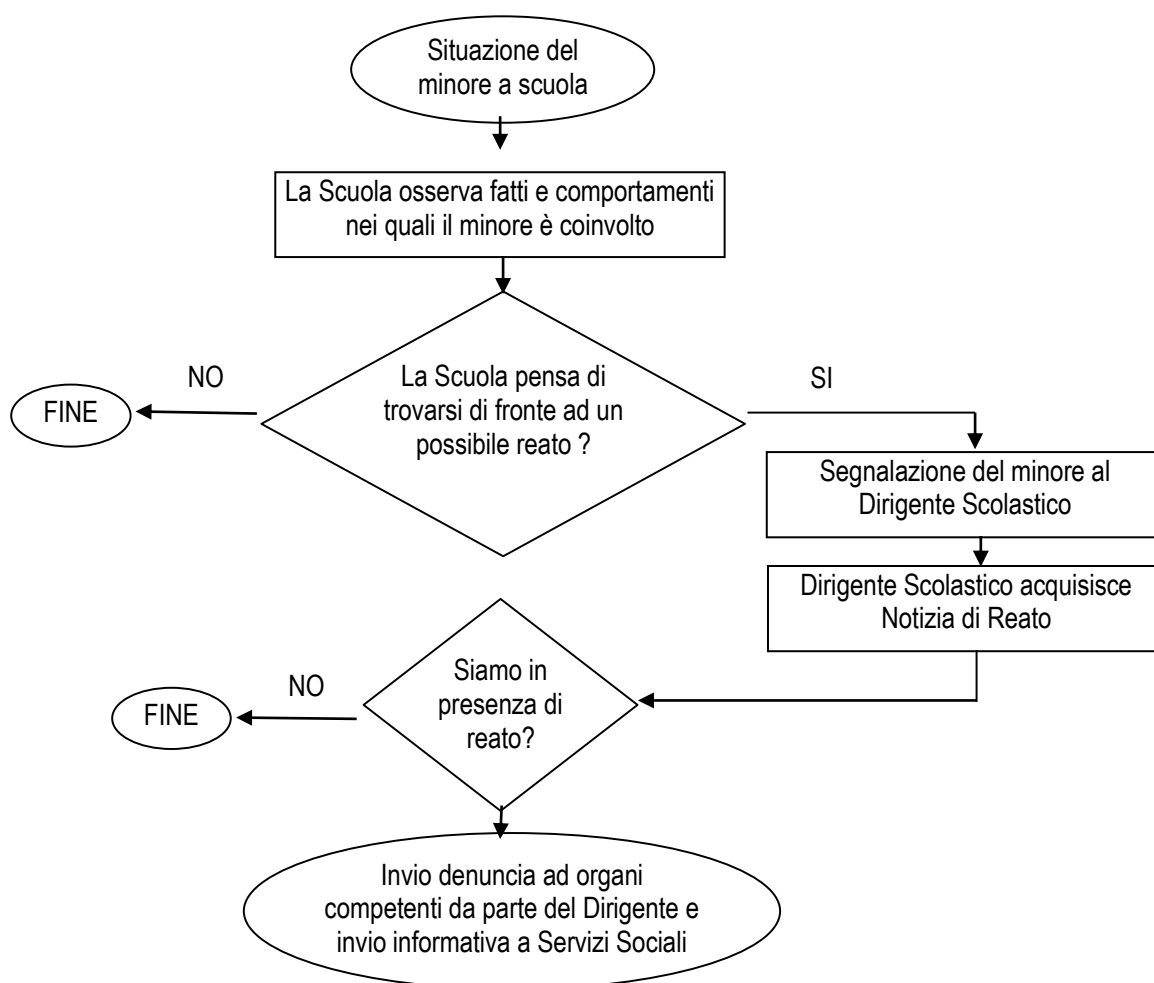 Situazione del
minore a scuola
La Scuola osserva fatti e comportamenti
nei quali il minore è coinvolto
NO
La Scuola pensa di
trovarsi di fronte ad un
possibile reato ?
SI
FINE
Segnalazione del minore al
Dirigente Scolastico
Dirigente Scolastico acquisisce
Notizia di Reato
Siamo in
presenza di
reato?
NO
FINE
Invio denuncia ad organi
competenti da parte del Dirigente e
invio informativa a Servizi Sociali